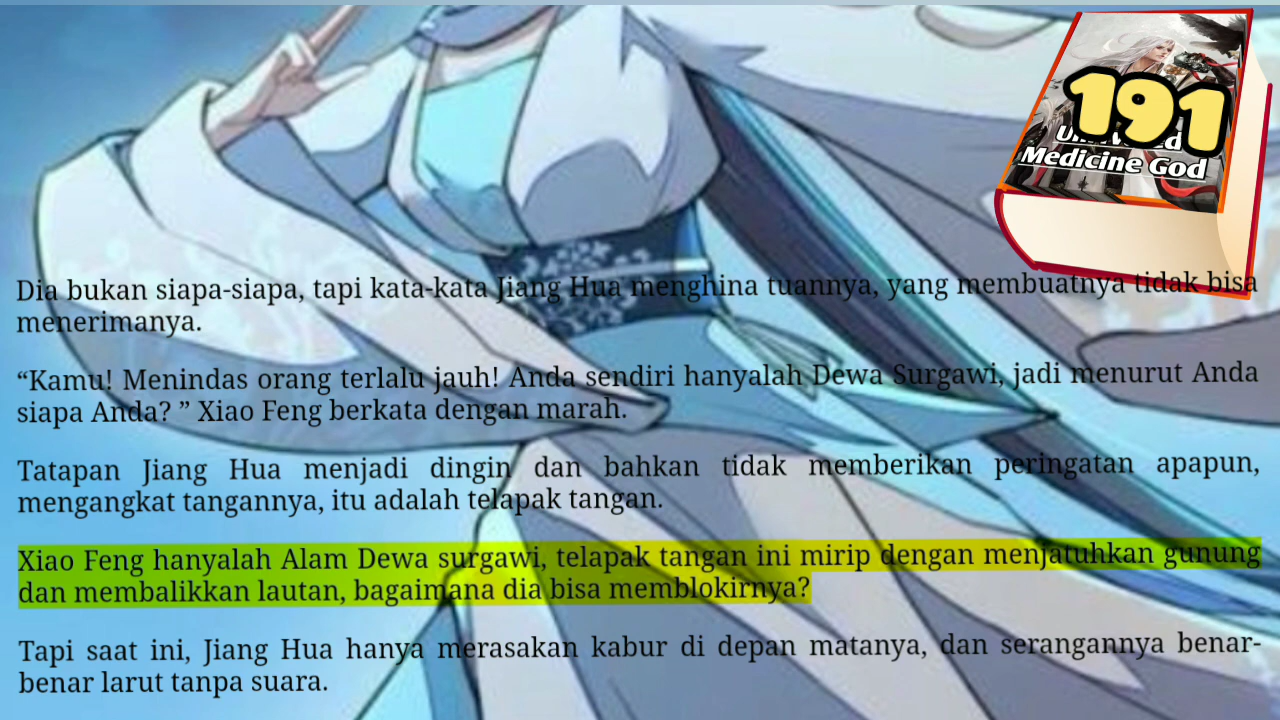 191
Medicine God
Dia bukan siapa-siapa, tapi kata-kata Jiang Hua menghina tuannya, yang membuatnya tidak bisa
menerimanya.
“Kamu! Menindas orang terlalu jauh! Anda sendiri hanyalah Dewa Surgawi, jadi menurut Anda
siapa Anda? ” Xiao Feng berkata dengan marah.
Tatapan Jiang Hua menjadi dingin dan bahkan tidak memberikan peringatan apapun,
mengangkat tangannya, itu adalah telapak tangan.
Xiao Feng hanyalah Alam Dewa surgawi, telapak tangan ini mirip dengan menjatuhkan gunung
dan membalikkan lautan, bagaimana dia bisa memblokirnya?
Tapi saat ini, Jiang Hua hanya merasakan kabur di depan matanya, dan serangannya benar-
benar larut tanpa suara.